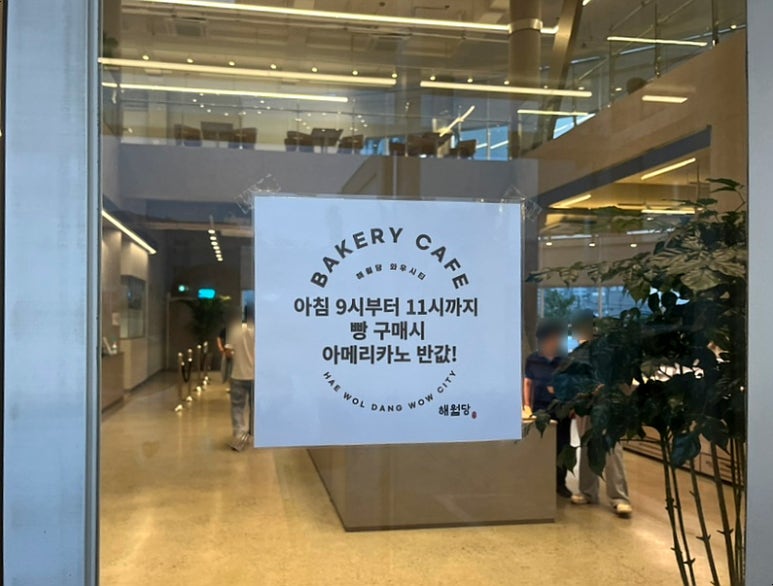 BAKERY CAFE
해월당 와우시티
아침 9시부터 11시까지
빵 구매시
아메리카노 반값!
HAE WOL DANG WOW CITY
해월당